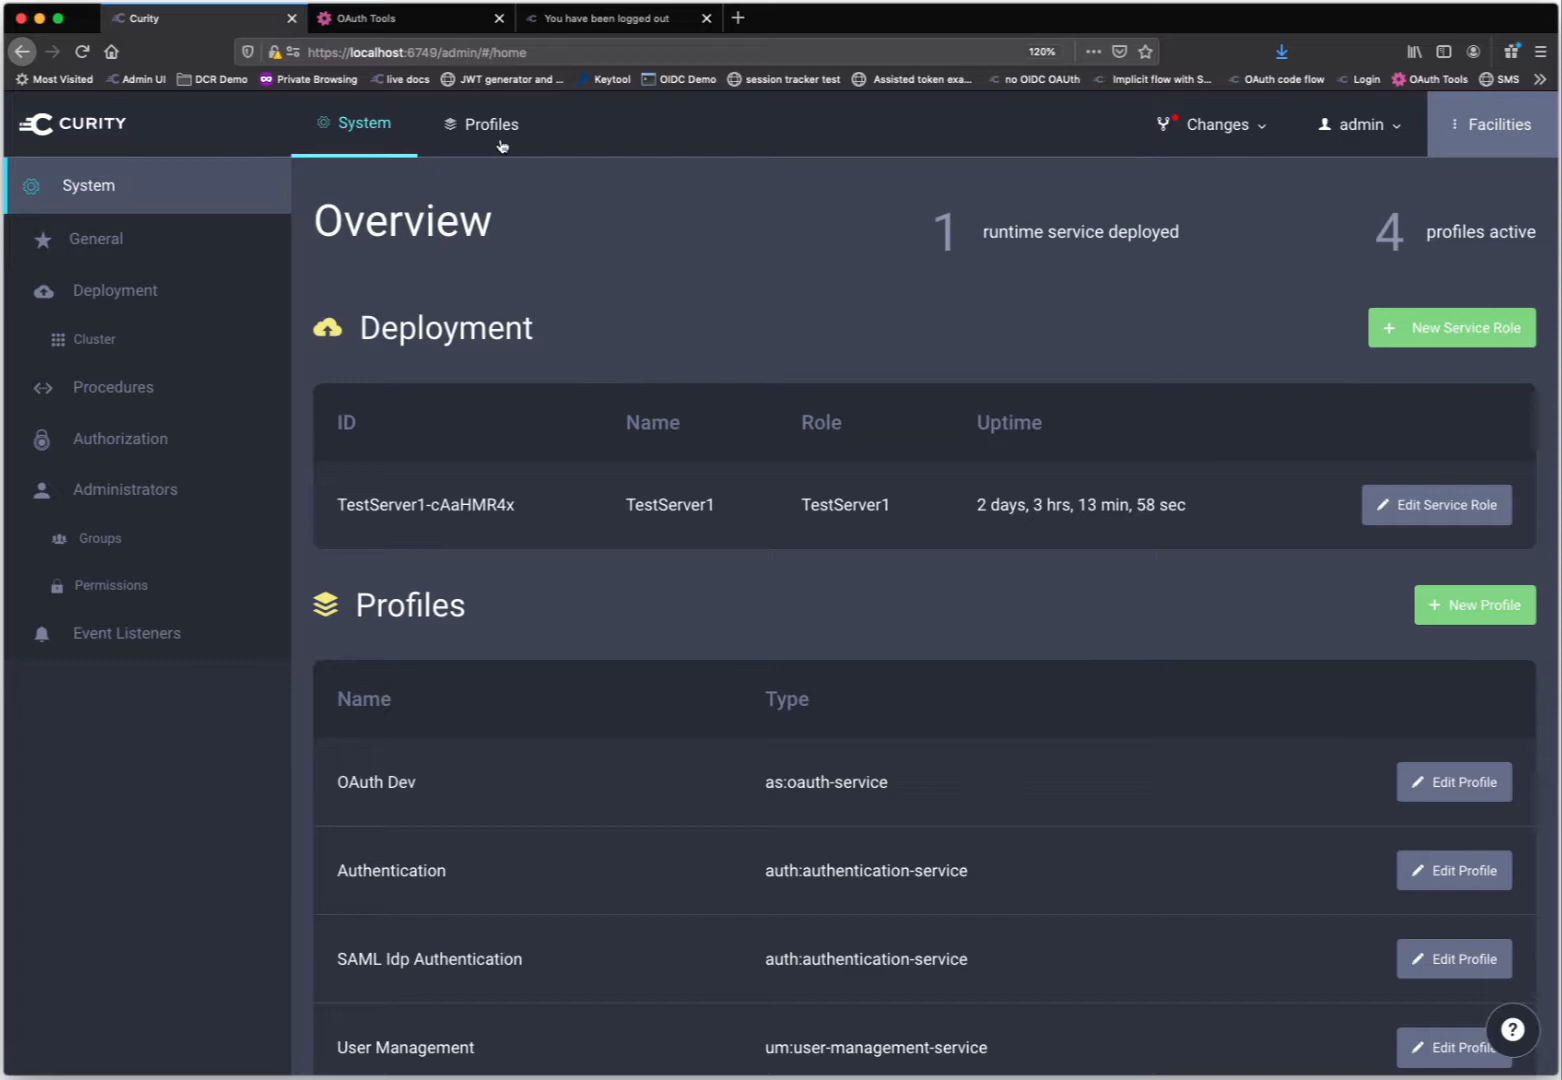 Curity
OAuth Tools
You have been logged out
https://localhost:6749/admin/#/home
120%
Most Visited
Admin UI
DCR Demo
Private Browsing
live docs
JWT generator and ...
Keytool
OIDC Demo
session tracker test
Assisted token exa...
no OIDC OAuth
Implicit flow with S...
OAuth code flow
Login
OAuth Tools
SMS
CURITY
System
Profiles
Changes
admin
Facilities
System
General
Deployment
Cluster
Procedures
Authorization
Administrators
Groups
Permissions
Event Listeners
Overview
1 runtime service deployed
4 profiles active
Deployment
+ New Service Role
ID Name Role Uptime
TestServer1-cAaHMR4x TestServer1 TestServer1 2 days, 3 hrs, 13 min, 58 sec Edit Service Role
Profiles
+ New Profile
Name Type
OAuth Dev as:oauth-service Edit Profile
Authentication auth:authentication-service Edit Profile
SAML Idp Authentication auth:authentication-service Edit Profile
User Management um:user-management-service Edit Profile
?